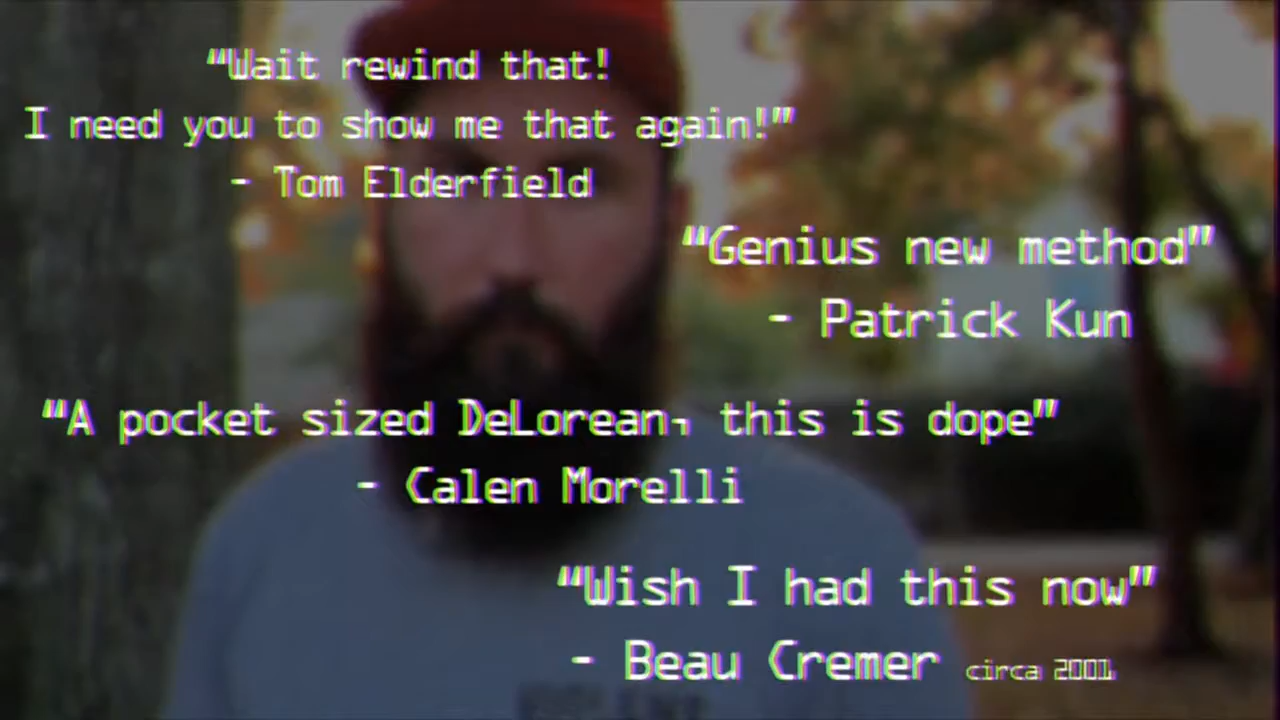 “Wait rewind that!
I need you to show me that again!”
- Tom Elderfield
“Genius new method”
- Patrick Kun
“A pocket sized DeLorean, this is dope”
- Calen Morelli
“Wish I had this now”
- Beau Cremer circa 2001